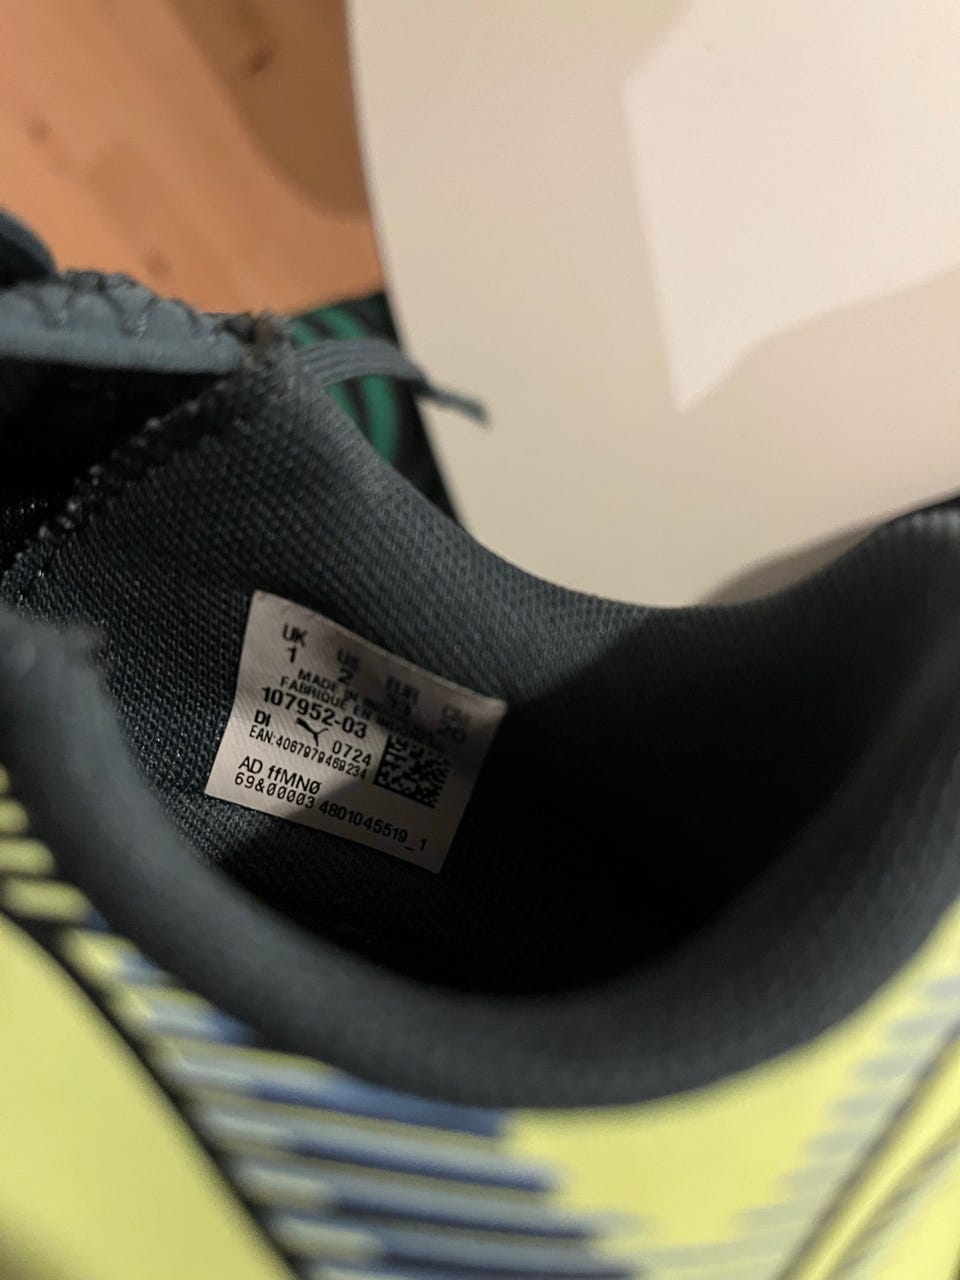 UK US EUR CM
1 2 33 20
MADE IN
FABRIQUÉ EN
107952-03
DI 0724
EAN:4067979469234
AD ffMNØ
69&00003 4801045519_1